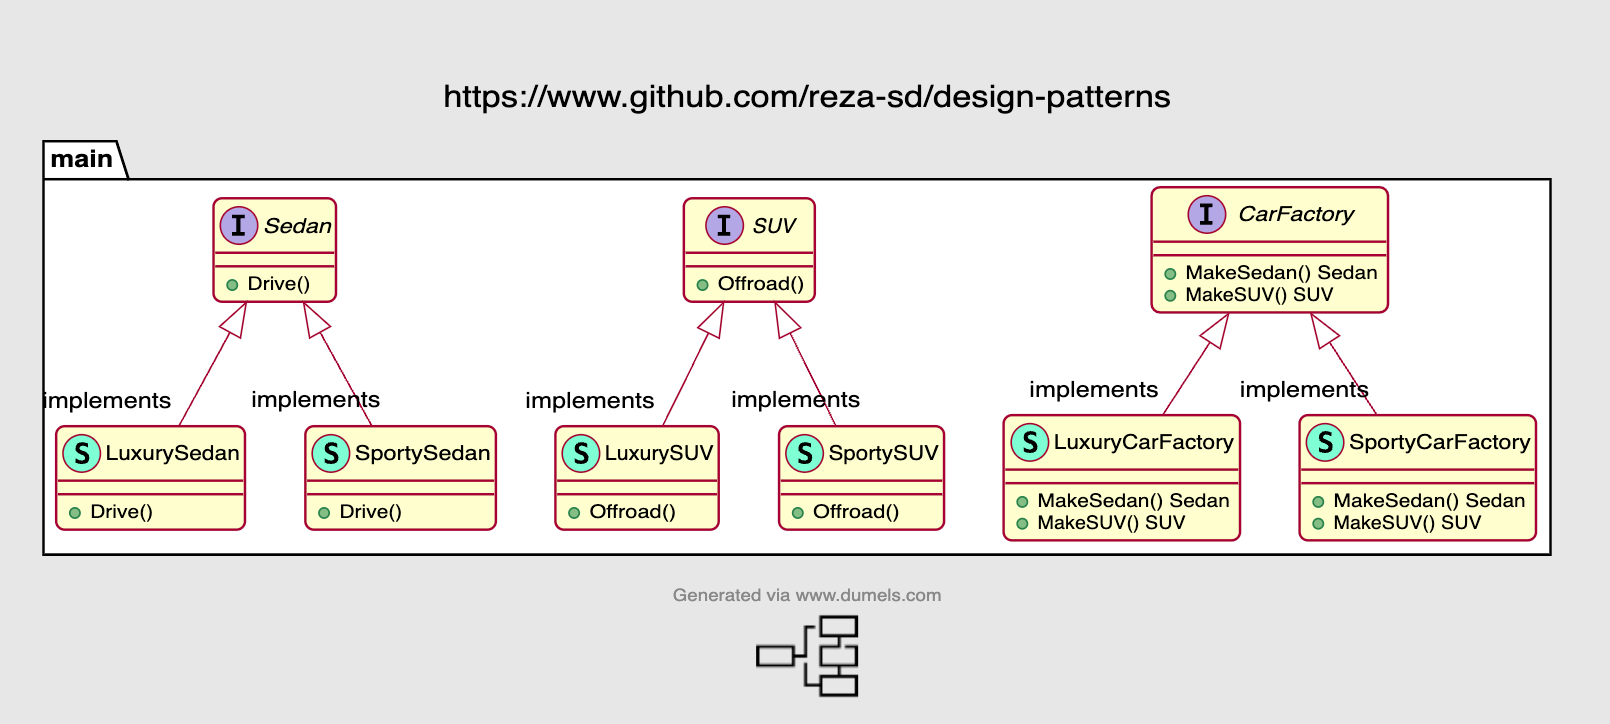 https://www.github.com/reza-sd/design-patterns
main
I Sedan
Drive()
I SUV
Offroad()
I CarFactory
MakeSedan() Sedan
MakeSUV() SUV
implements
implements
implements
implements
implements
implements
S LuxurySedan
Drive()
S SportySedan
Drive()
S LuxurySUV
Offroad()
S SportySUV
Offroad()
S LuxuryCarFactory
MakeSedan() Sedan
MakeSUV() SUV
S SportyCarFactory
MakeSedan() Sedan
MakeSUV() SUV
Generated via www.dumels.com